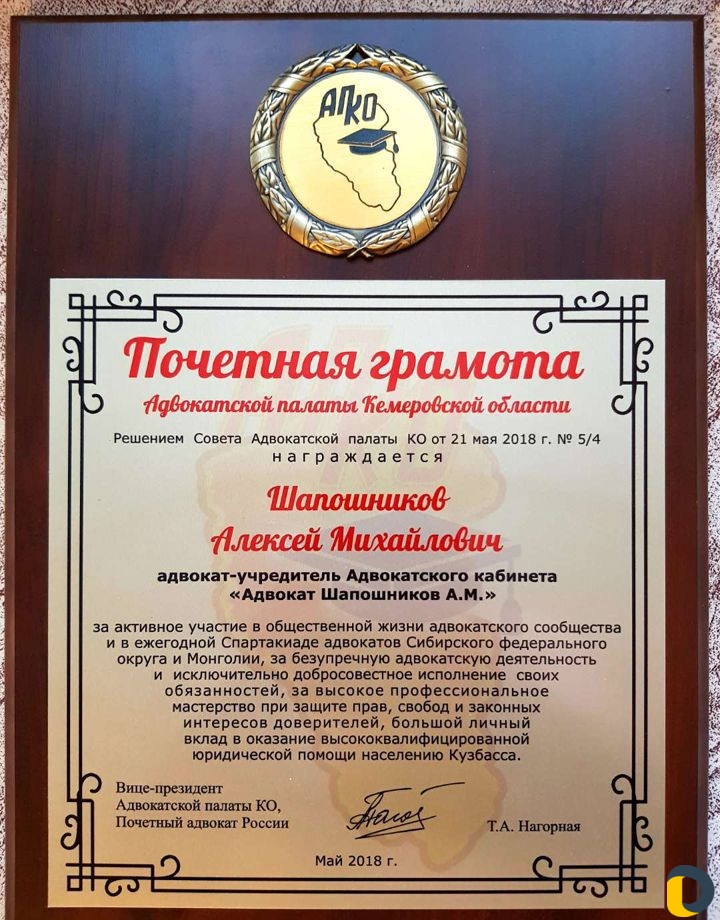 АПКО
Почетная грамота
Адвокатской палаты Кемеровской области
Решением Совета Адвокатской палаты КО от 21 мая 2018 г. № 5/4
награждается
Шапошников
Алексей Михайлович
адвокат-учредитель Адвокатского кабинета
«Адвокат Шапошников А.М.»
за активное участие в общественной жизни адвокатского сообщества
и в ежегодной Спартакиаде адвокатов Сибирского федерального
округа и Монголии, за безупречную адвокатскую деятельность
и исключительно добросовестное исполнение своих
обязанностей, за высокое профессиональное
мастерство при защите прав, свобод и законных
интересов доверителей, большой личный
вклад в оказание высококвалифицированной
юридической помощи населению Кузбасса.
Вице-президент
Адвокатской палаты КО,
Почетный адвокат России
Т.А. Нагорная
Май 2018 г.